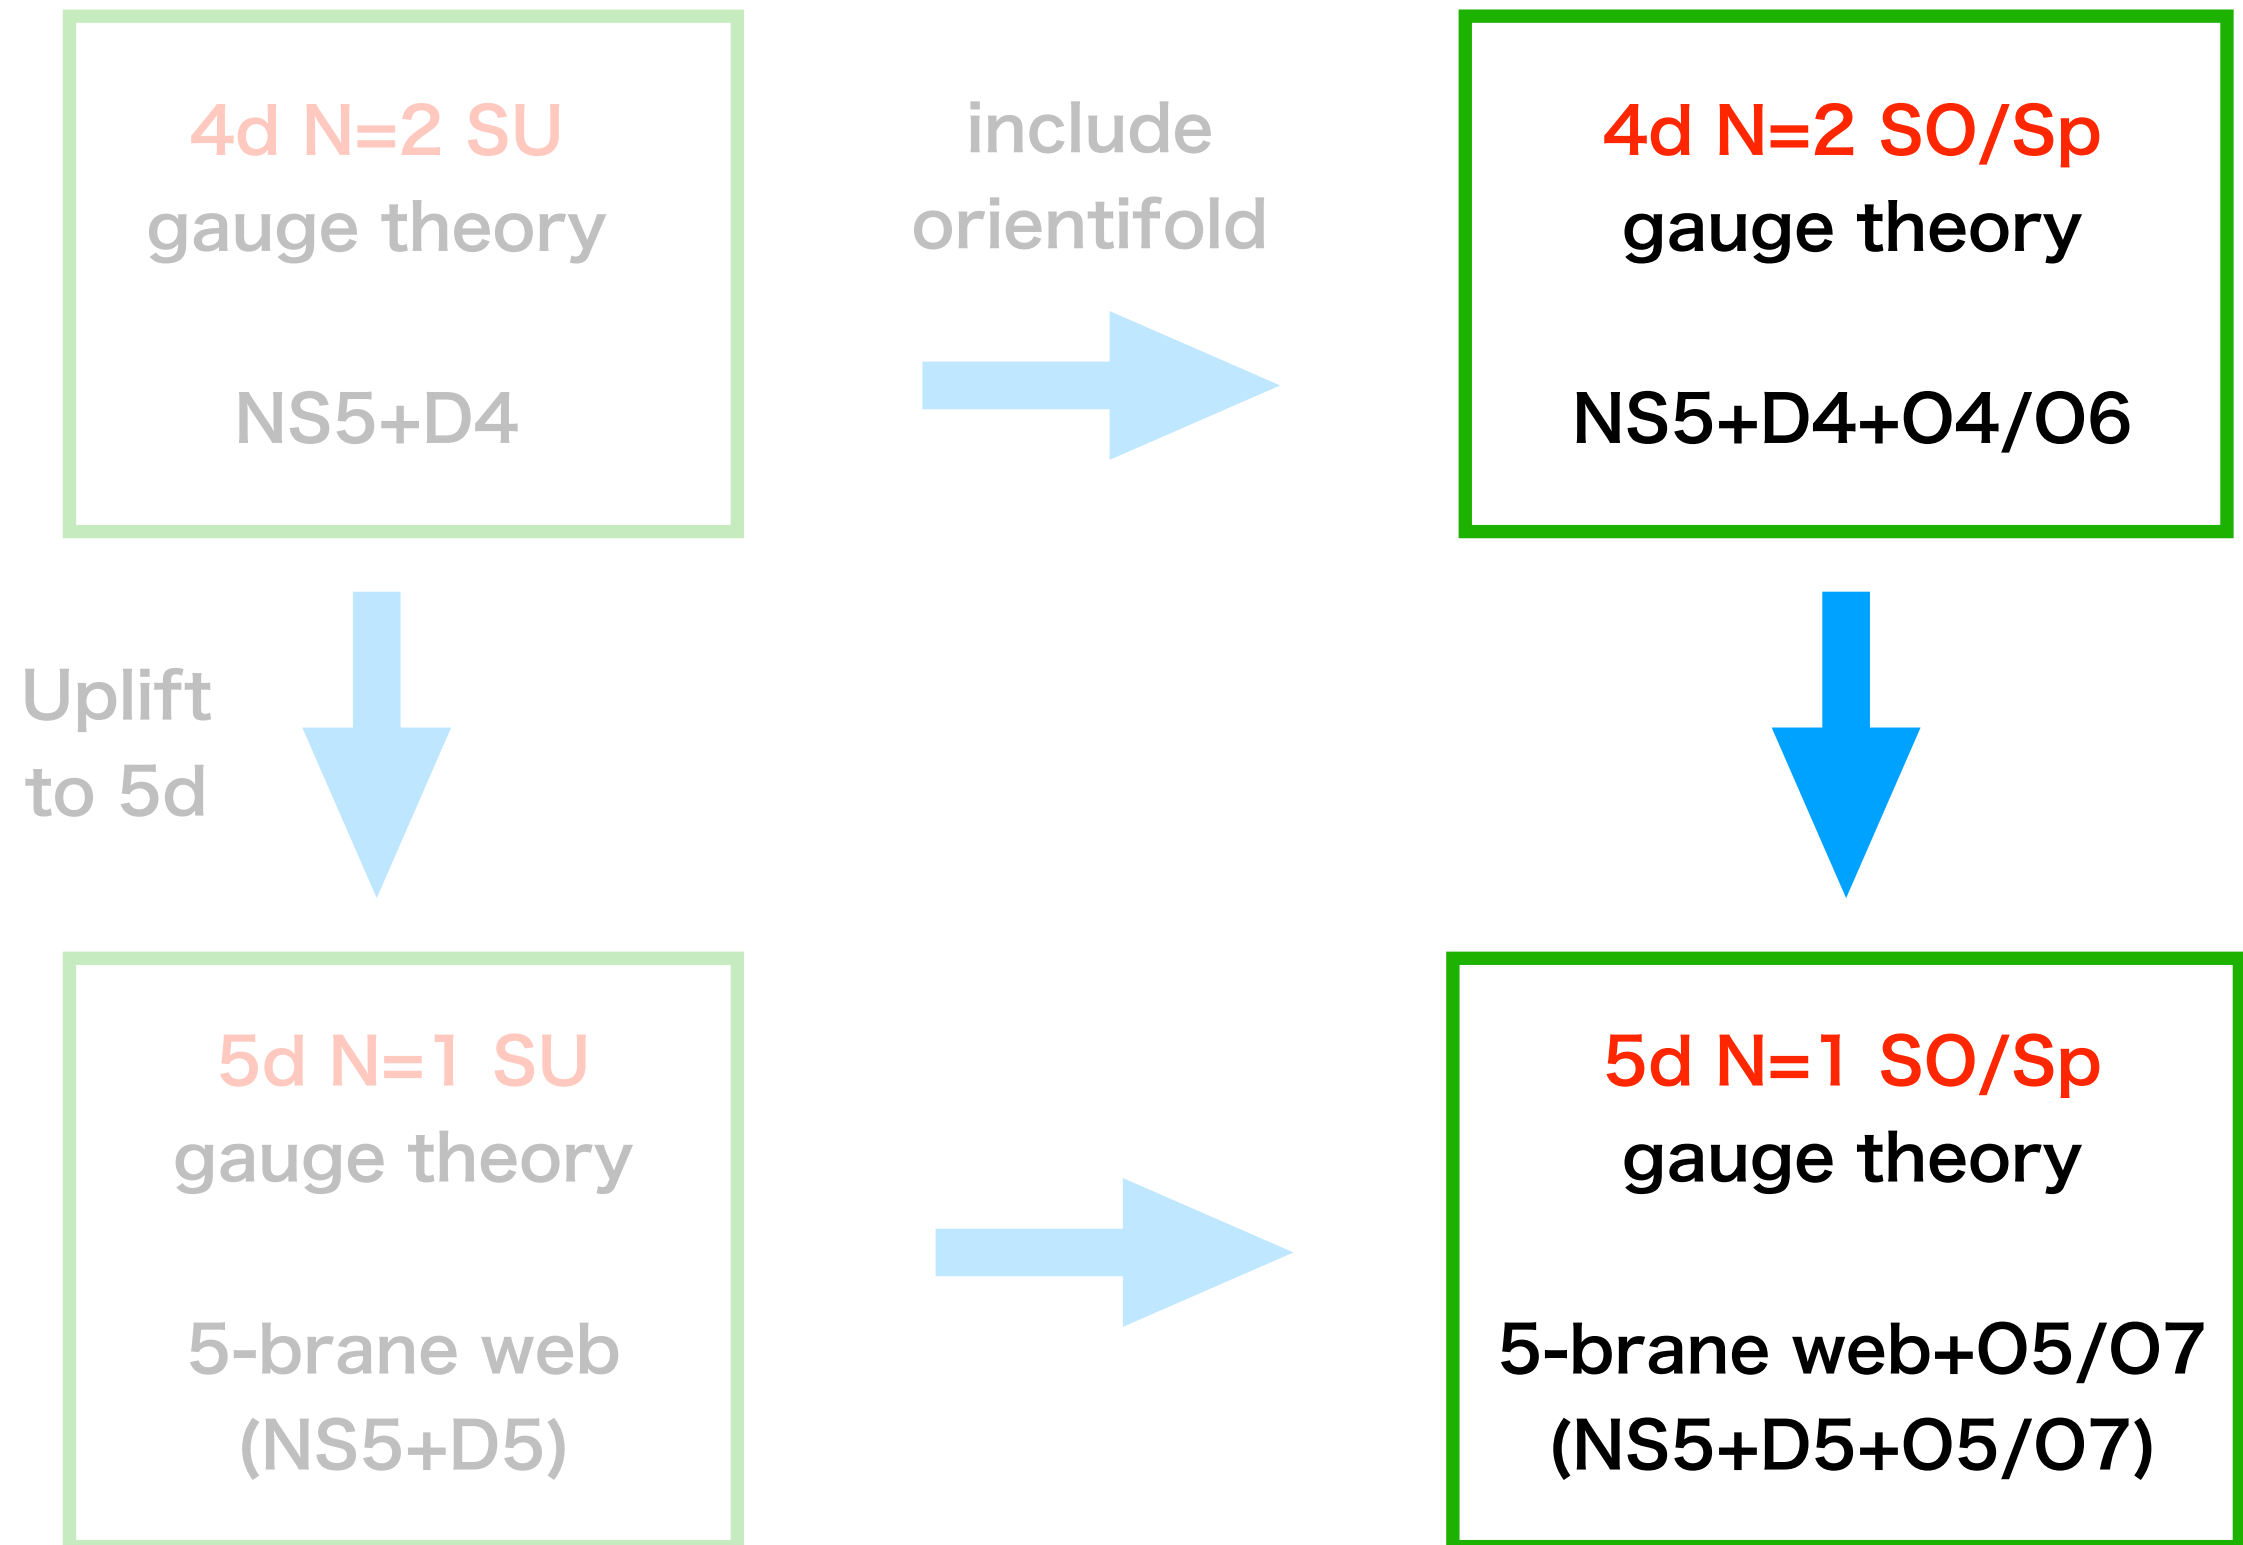 4d N=2 SU
gauge theory
NS5+D4
include
orientifold
4d N=2 SO/Sp
gauge theory
NS5+D4+O4/O6
Uplift
to 5d
5d N=1 SU
gauge theory
5-brane web
(NS5+D5)
5d N=1 SO/Sp
gauge theory
5-brane web+O5/O7
(NS5+D5+O5/O7)